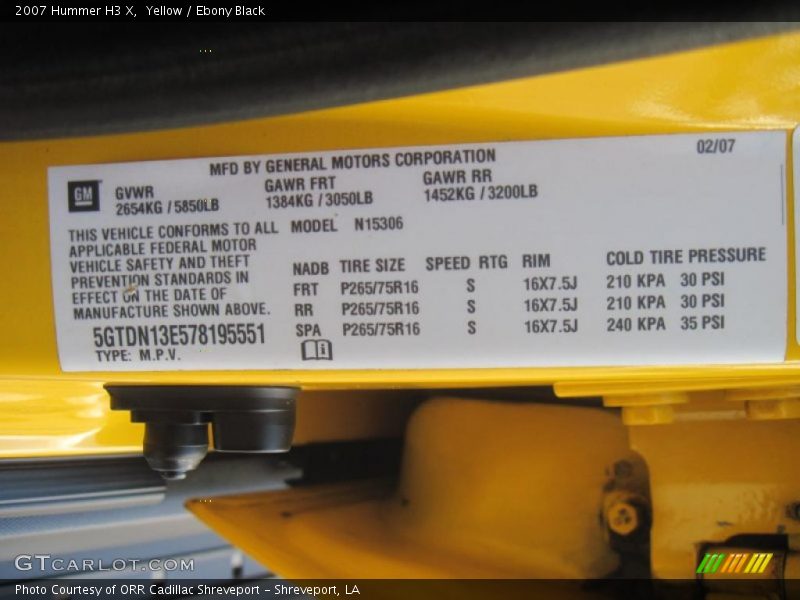 2007 Hummer H3 X,  Yellow / Ebony Black
MFD BY GENERAL MOTORS CORPORATION
02/07
GM
GVWR
2654KG / 5850LB
GAWR FRT
1384KG / 3050LB
GAWR RR
1452KG / 3200LB
THIS VEHICLE CONFORMS TO ALL
APPLICABLE FEDERAL MOTOR
VEHICLE SAFETY AND THEFT
PREVENTION STANDARDS IN
EFFECT ON THE DATE OF
MANUFACTURE SHOWN ABOVE.
5GTDN13E578195551
TYPE: M.P.V.
MODEL N15306
NADB TIRE SIZE SPEED RTG RIM COLD TIRE PRESSURE
FRT P265/75R16 S 16X7.5J 210 KPA 30 PSI
RR P265/75R16 S 16X7.5J 210 KPA 30 PSI
SPA P265/75R16 S 16X7.5J 240 KPA 35 PSI
GTCARLOT.COM
Photo Courtesy of ORR Cadillac Shreveport - Shreveport, LA